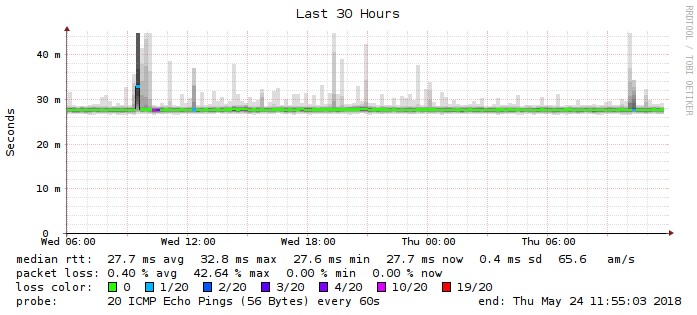 Last 30 Hours
RRDTOOL / TOBI OETIKER
Seconds
40 m
30 m
20 m
10 m
0
Wed 06:00 Wed 12:00 Wed 18:00 Thu 00:00 Thu 06:00
median rtt: 27.7 ms avg 32.8 ms max 27.6 ms min 27.7 ms now 0.4 ms sd 65.6 am/s
packet loss: 0.40 % avg 42.64 % max 0.00 % min 0.00 % now
loss color: 0 1/20 2/20 3/20 4/20 10/20 19/20
probe: 20 ICMP Echo Pings (56 Bytes) every 60s end: Thu May 24 11:55:03 2018